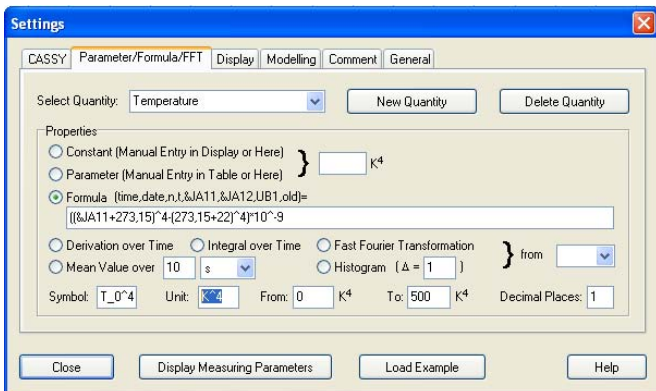 Settings
CASSY Parameter/Formula/FFT Display Modelling Comment General
Select Quantity: Temperature New Quantity Delete Quantity
Properties
Constant (Manual Entry in Display or Here)
} K⁴
Parameter (Manual Entry in Table or Here)
Formula (time,date,n,t,&JA11,&JA12,UB1,old)=
((&JA11+273,15)^4-(273,15+22)^4)*10^-9
Derivation over Time Integral over Time Fast Fourier Transformation
} from
Mean Value over 10 s Histogram (Δ = 1 )
Symbol: T_0^4 Unit: K^4 From: 0 K⁴ To: 500 K⁴ Decimal Places: 1
Close Display Measuring Parameters Load Example Help